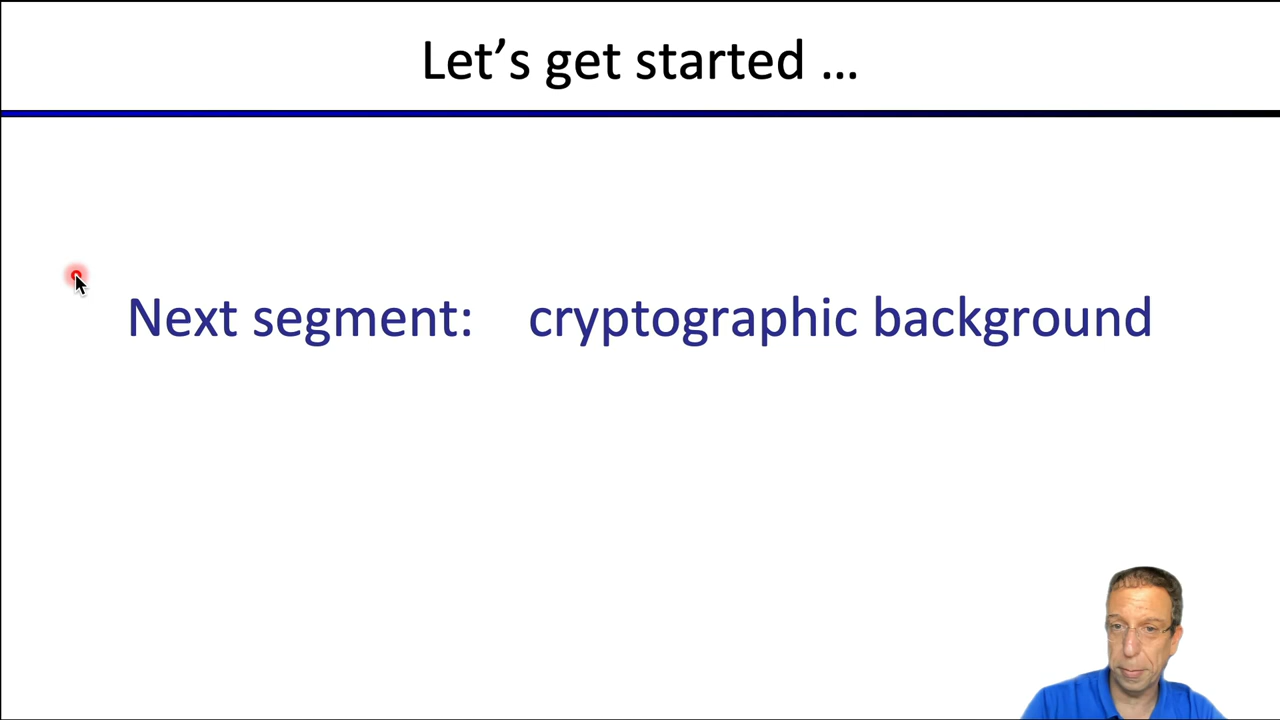 Let’s get started …
Next segment: cryptographic background